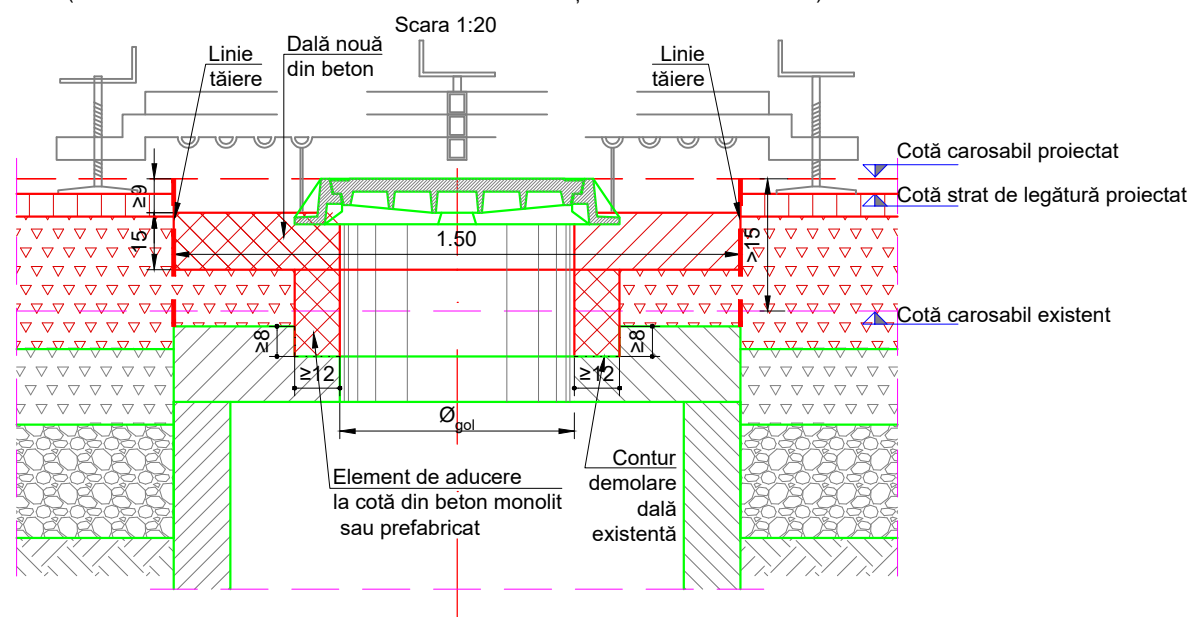 Scara 1:20
Linie
tăiere
Dală nouă
din beton
Linie
tăiere
Cotă carosabil proiectat
Cotă strat de legătură proiectat
≥9
15
1.50
>15
Cotă carosabil existent
≥8
≥8
≥12
≥12
Øgol
Element de aducere
la cotă din beton monolit
sau prefabricat
Contur
demolare
dală
existentă